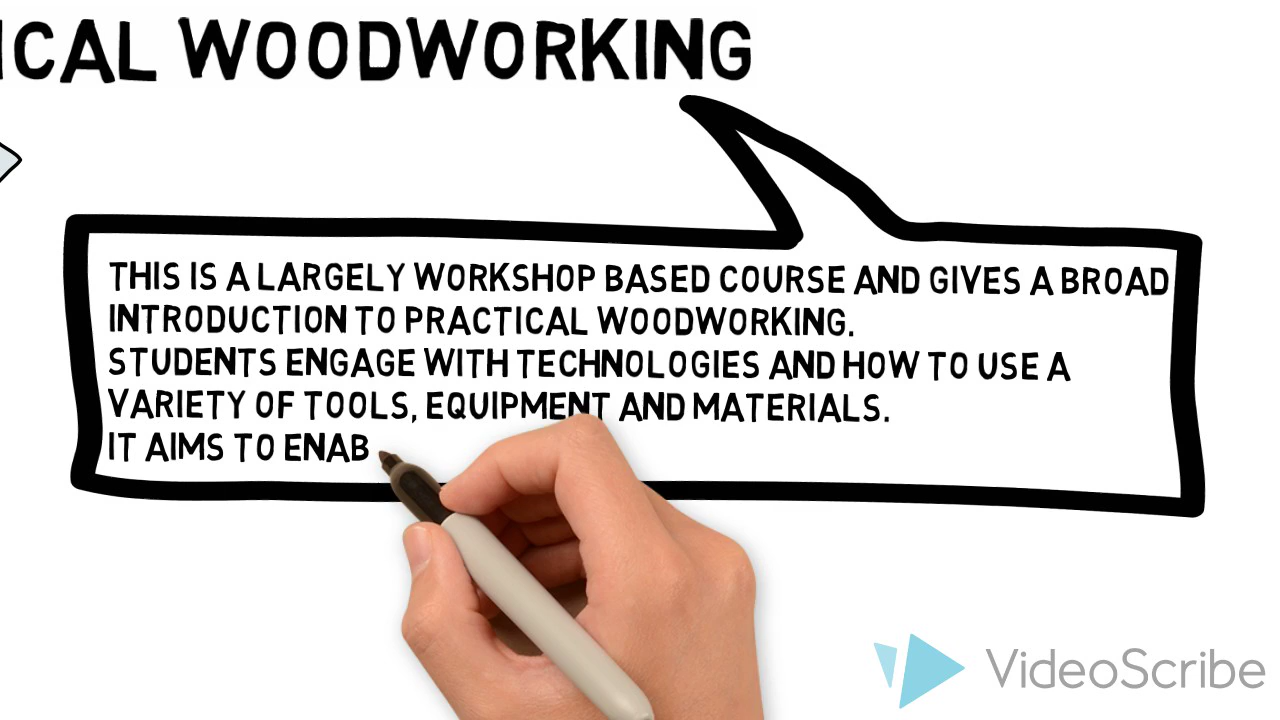 ICAL WOODWORKING
THIS IS A LARGELY WORKSHOP BASED COURSE AND GIVES A BROAD
INTRODUCTION TO PRACTICAL WOODWORKING.
STUDENTS ENGAGE WITH TECHNOLOGIES AND HOW TO USE A
VARIETY OF TOOLS, EQUIPMENT AND MATERIALS.
IT AIMS TO ENAB
VideoScribe